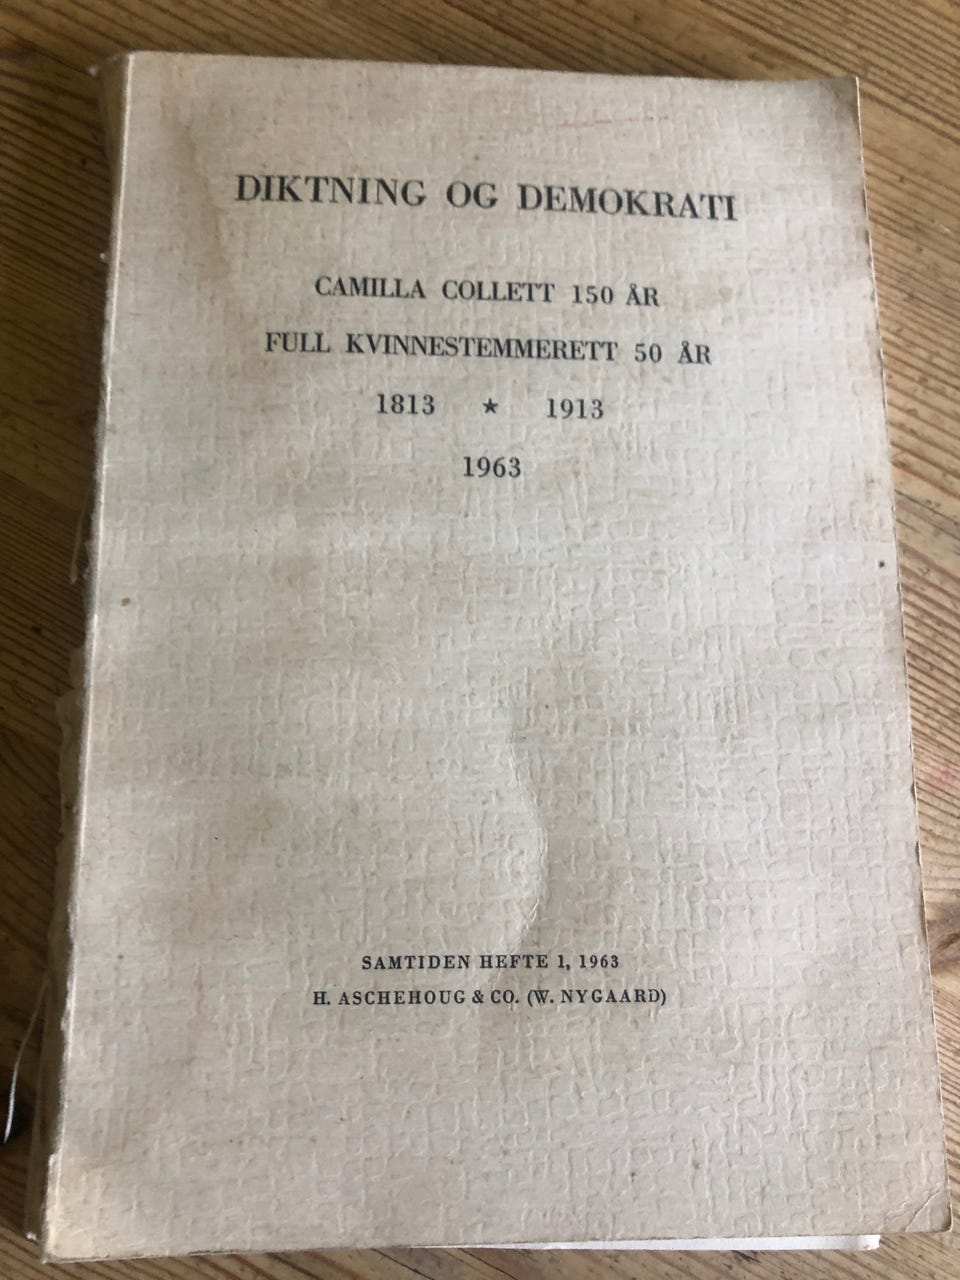 DIKTNING OG DEMOKRATI
CAMILLA COLLETT 150 ÅR
FULL KVINNESTEMMERETT 50 ÅR
1813 ★ 1913
1963
SAMTIDEN HEFTE 1, 1963
H. ASCHEHOUG & CO. (W. NYGAARD)